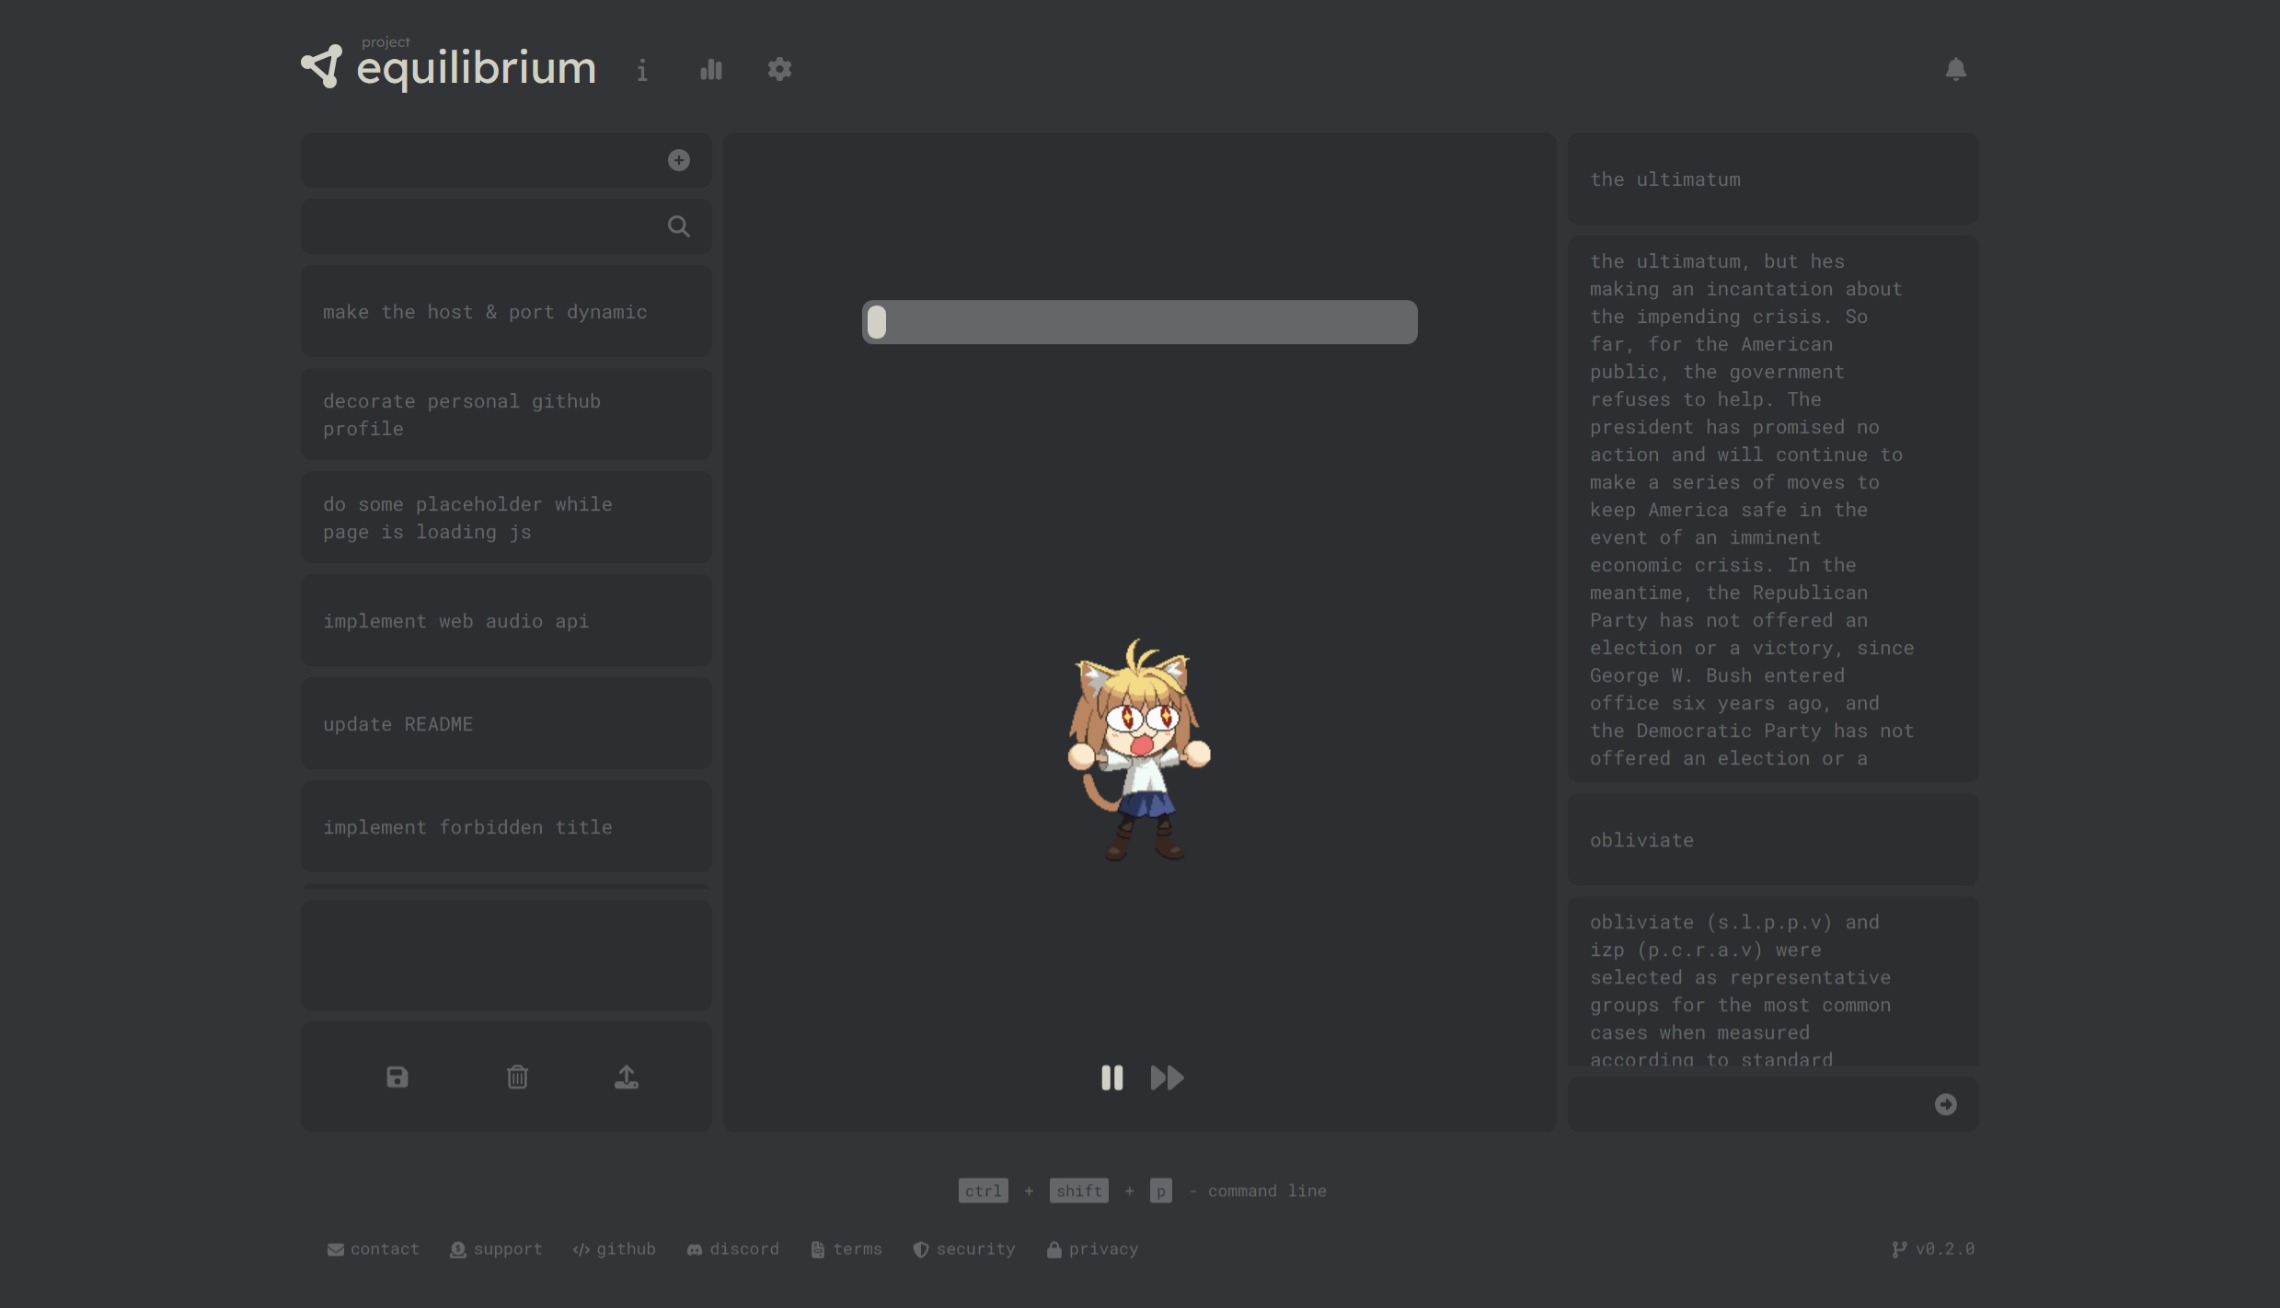 project
equilibrium
make the host & port dynamic
decorate personal github
profile
do some placeholder while
page is loading js
implement web audio api
update README
implement forbidden title
the ultimatum
the ultimatum, but hes
making an incantation about
the impending crisis. So
far, for the American
public, the government
refuses to help. The
president has promised no
action and will continue to
make a series of moves to
keep America safe in the
event of an imminent
economic crisis. In the
meantime, the Republican
Party has not offered an
election or a victory, since
George W. Bush entered
office six years ago, and
the Democratic Party has not
offered an election or a
obliviate
obliviate (s.l.p.p.v) and
izp (p.c.r.a.v) were
selected as representative
groups for the most common
cases when measured
according to standard
ctrl + shift + p - command line
contact support github discord terms security privacy v0.2.0